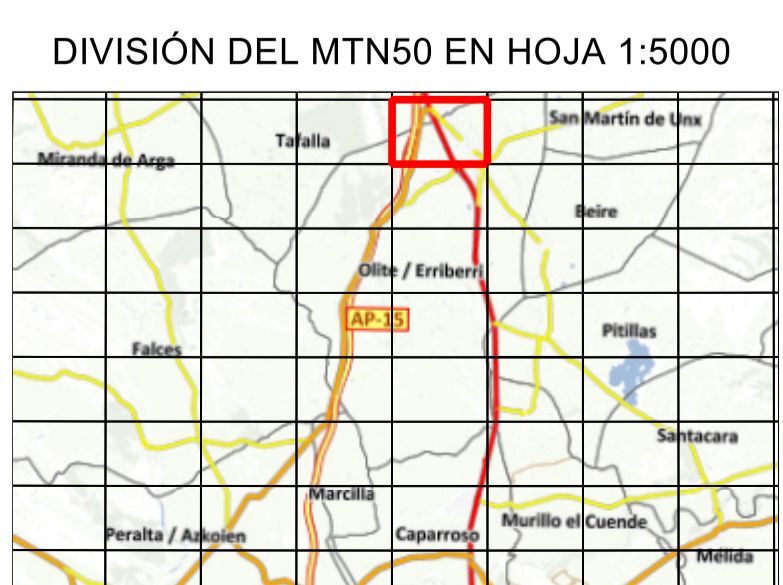 DIVISIÓN DEL MTN50 EN HOJA 1:5000
San Martín de Unx
Tafalla
Miranda de Arga
Beire
Olite / Erriberri
AP-15
Pitillas
Falces
Santacara
Marcilla
Murillo el Cuende
Peralta / Azkoien
Caparroso
Mélida